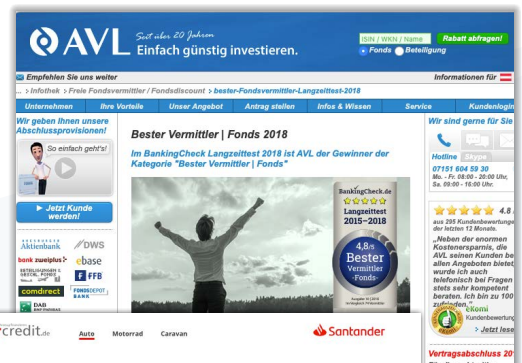 AVL
Seit über 20 Jahren
Einfach günstig investieren.
ISIN / WKN / Name
Rabatt abfragen!
Fonds Beteiligung
Empfehlen Sie uns weiter
Informationen für
... > Infothek > Freie Fondsvermittler / Fondsdiscount > bester-Fondsvermittler-Langzeittest-2018
Unternehmen Ihre Vorteile Unser Angebot Antrag stellen Infos & Wissen Service Kundenlogin
Wir geben Ihnen unsere
Abschlussprovisionen!
So einfach geht's!
Jetzt Kunde
werden!
Aktienbank
DWS
bank zweiplus
ebase
FFB
comdirect
FONDSDEPOT
BANK
DAB
Bester Vermittler | Fonds 2018
Im BankingCheck Langzeittest 2018 ist AVL der Gewinner der
Kategorie "Bester Vermittler | Fonds"
BankingCheck.de
Langzeittest
2015–2018
4,8/5
Bester
Vermittler
-Fonds-
Wir sind gerne für Sie
Hotline Skype
07151 604 59 30
Mo. - Fr. 08:00 - 20:00 Uhr,
Sa. 09:00 - 16:00 Uhr.
4.8
aus 295 Kundenbewertunge
der letzten 12 Monate.
„Neben der enormen
Kostenersparnis, die
AVL seinen Kunden be
allen Angeboten bietet,
wurde ich auch
telefonisch bei Fragen
stets sehr kompetent
beraten. Ich bin zu 100
zufrieden.“
ekomi
Kundenbewertung
> Jetzt lese
Vertragsabschluss 20
credit.de
Auto Motorrad Caravan
Santander